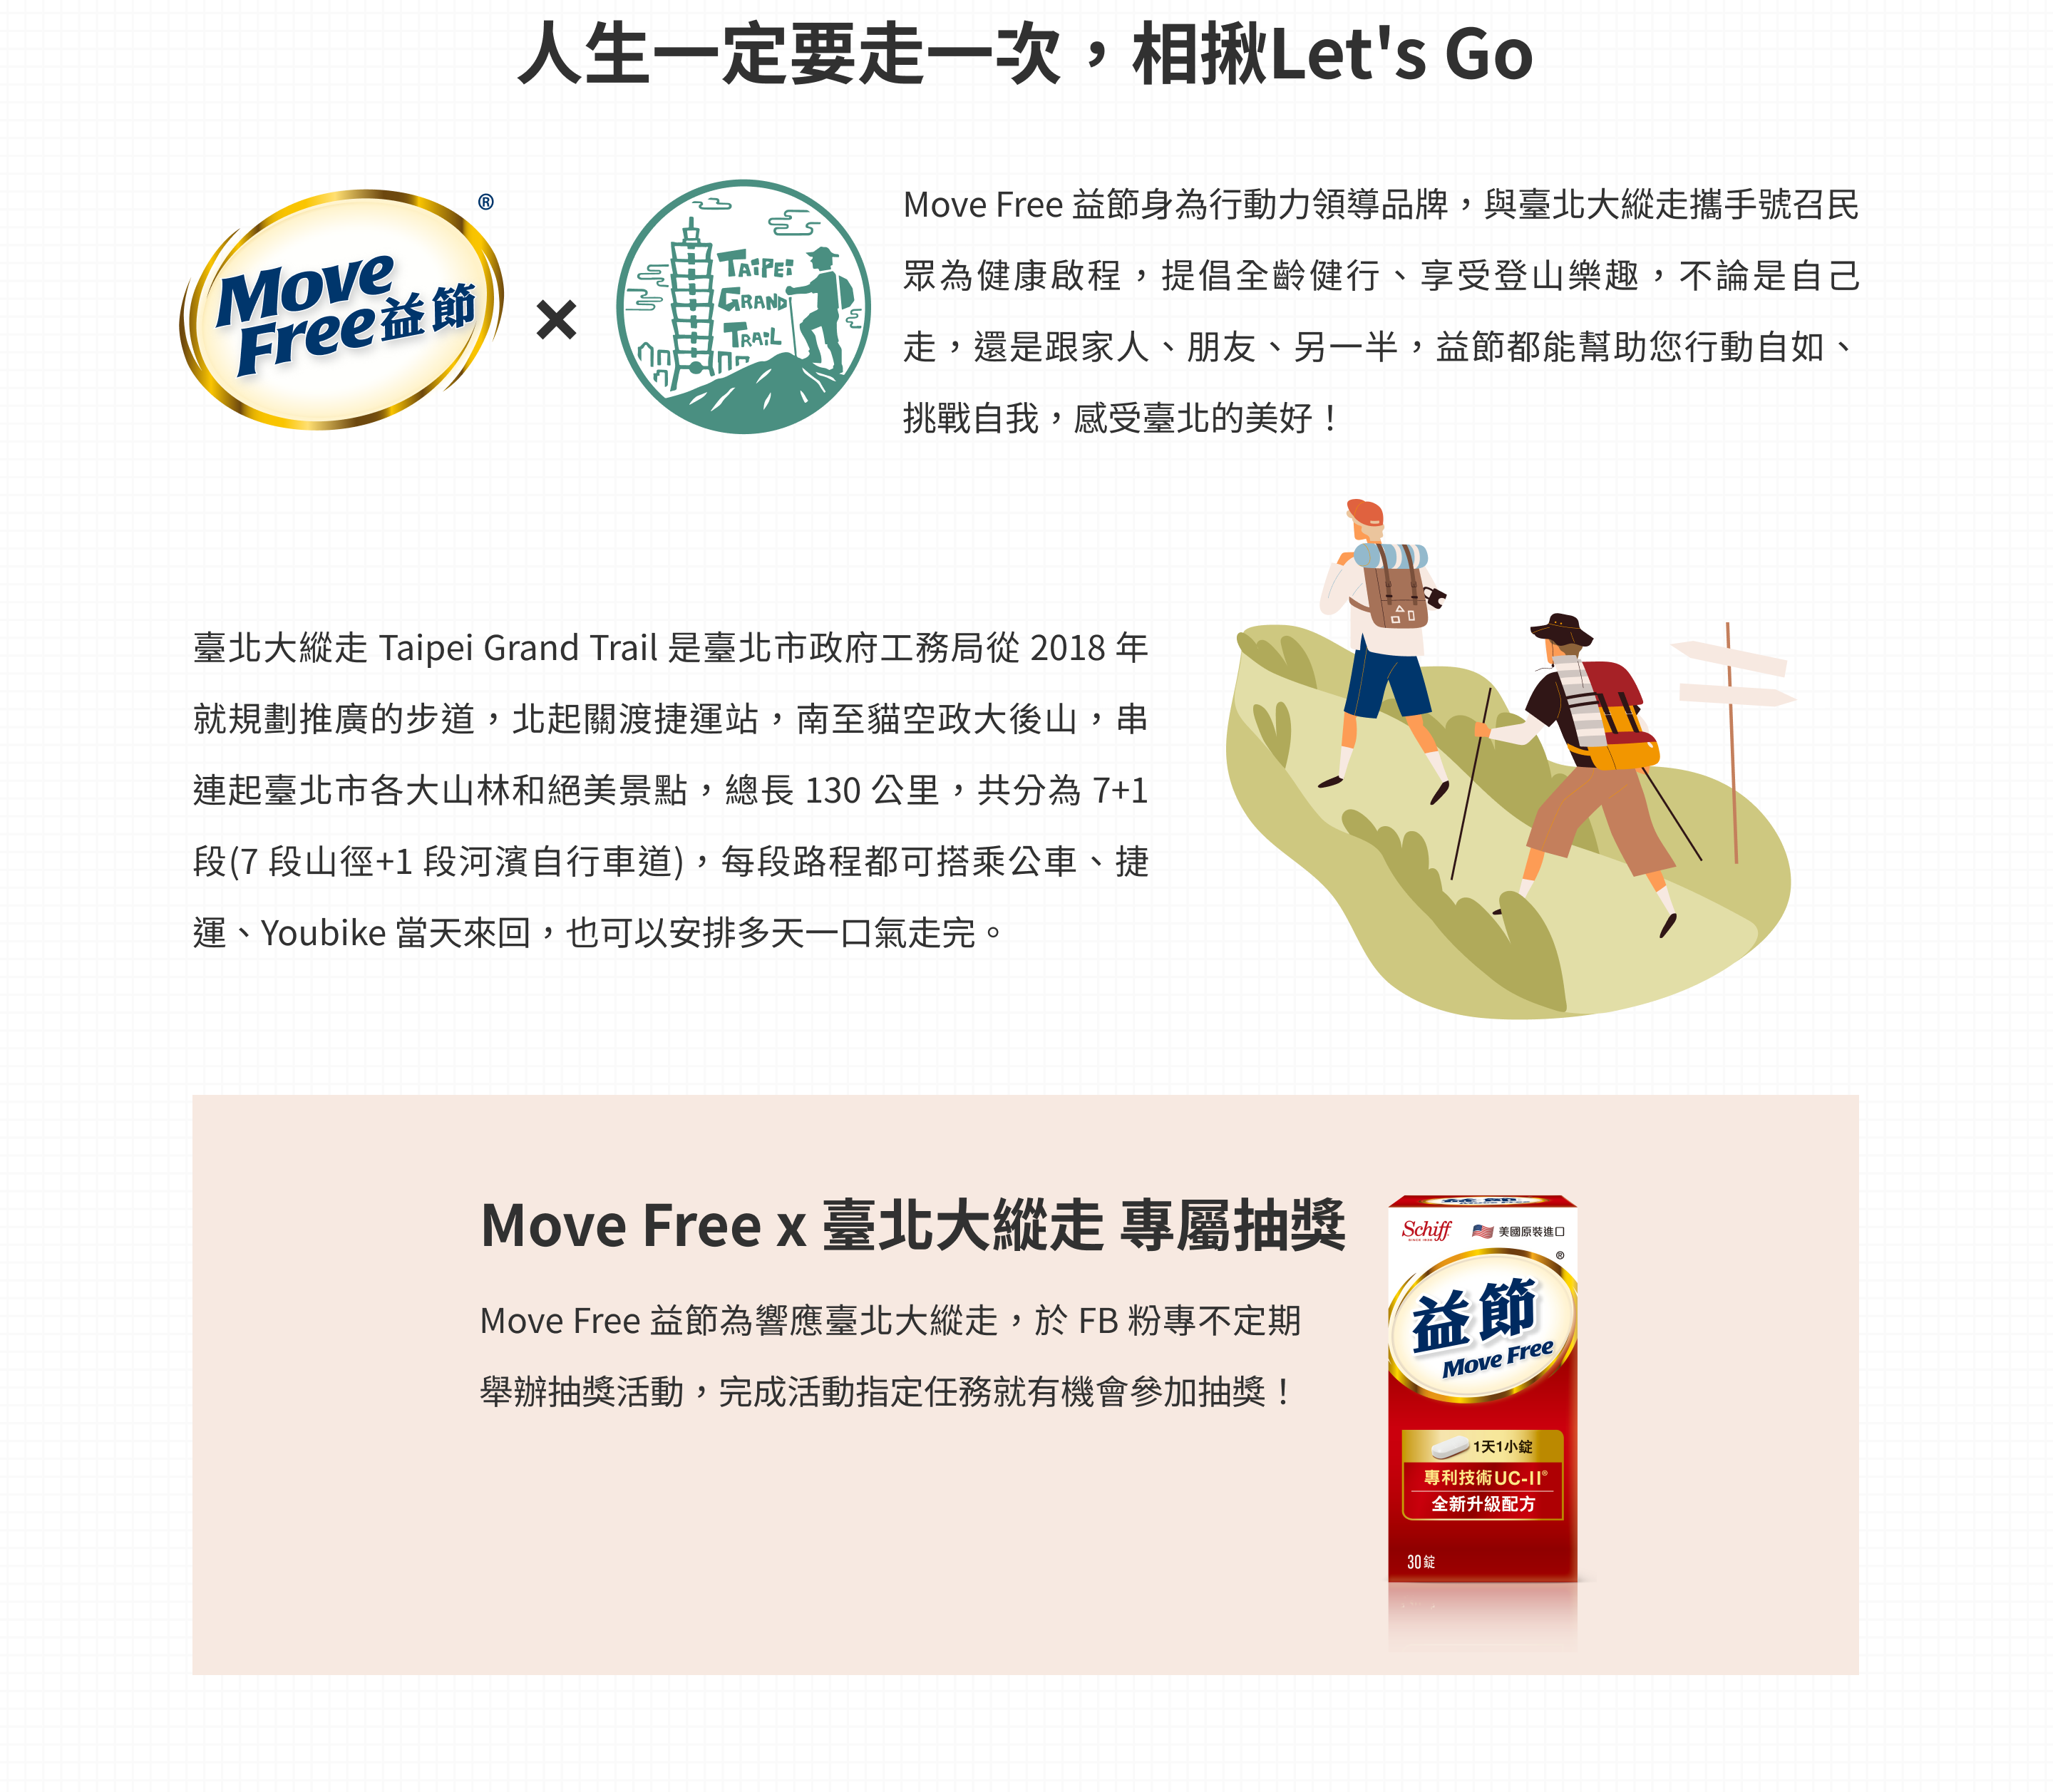 人生一定要走一次，相揪Let's Go
Move
Free益節
®
×
TAiPEi
GRAND
TRAiL
Move Free 益節身為行動力領導品牌，與臺北大縱走攜手號召民
眾為健康啟程，提倡全齡健行、享受登山樂趣，不論是自己
走，還是跟家人、朋友、另一半，益節都能幫助您行動自如、
挑戰自我，感受臺北的美好！
臺北大縱走 Taipei Grand Trail 是臺北市政府工務局從 2018 年
就規劃推廣的步道，北起關渡捷運站，南至貓空政大後山，串
連起臺北市各大山林和絕美景點，總長 130 公里，共分為 7+1
段(7 段山徑+1 段河濱自行車道)，每段路程都可搭乘公車、捷
運、Youbike 當天來回，也可以安排多天一口氣走完。
Move Free x 臺北大縱走 專屬抽獎
Move Free 益節為響應臺北大縱走，於 FB 粉專不定期
舉辦抽獎活動，完成活動指定任務就有機會參加抽獎！
Schiff
美國原裝進口
®
益節
Move Free
1天1小錠
專利技術UC-II®
全新升級配方
30錠